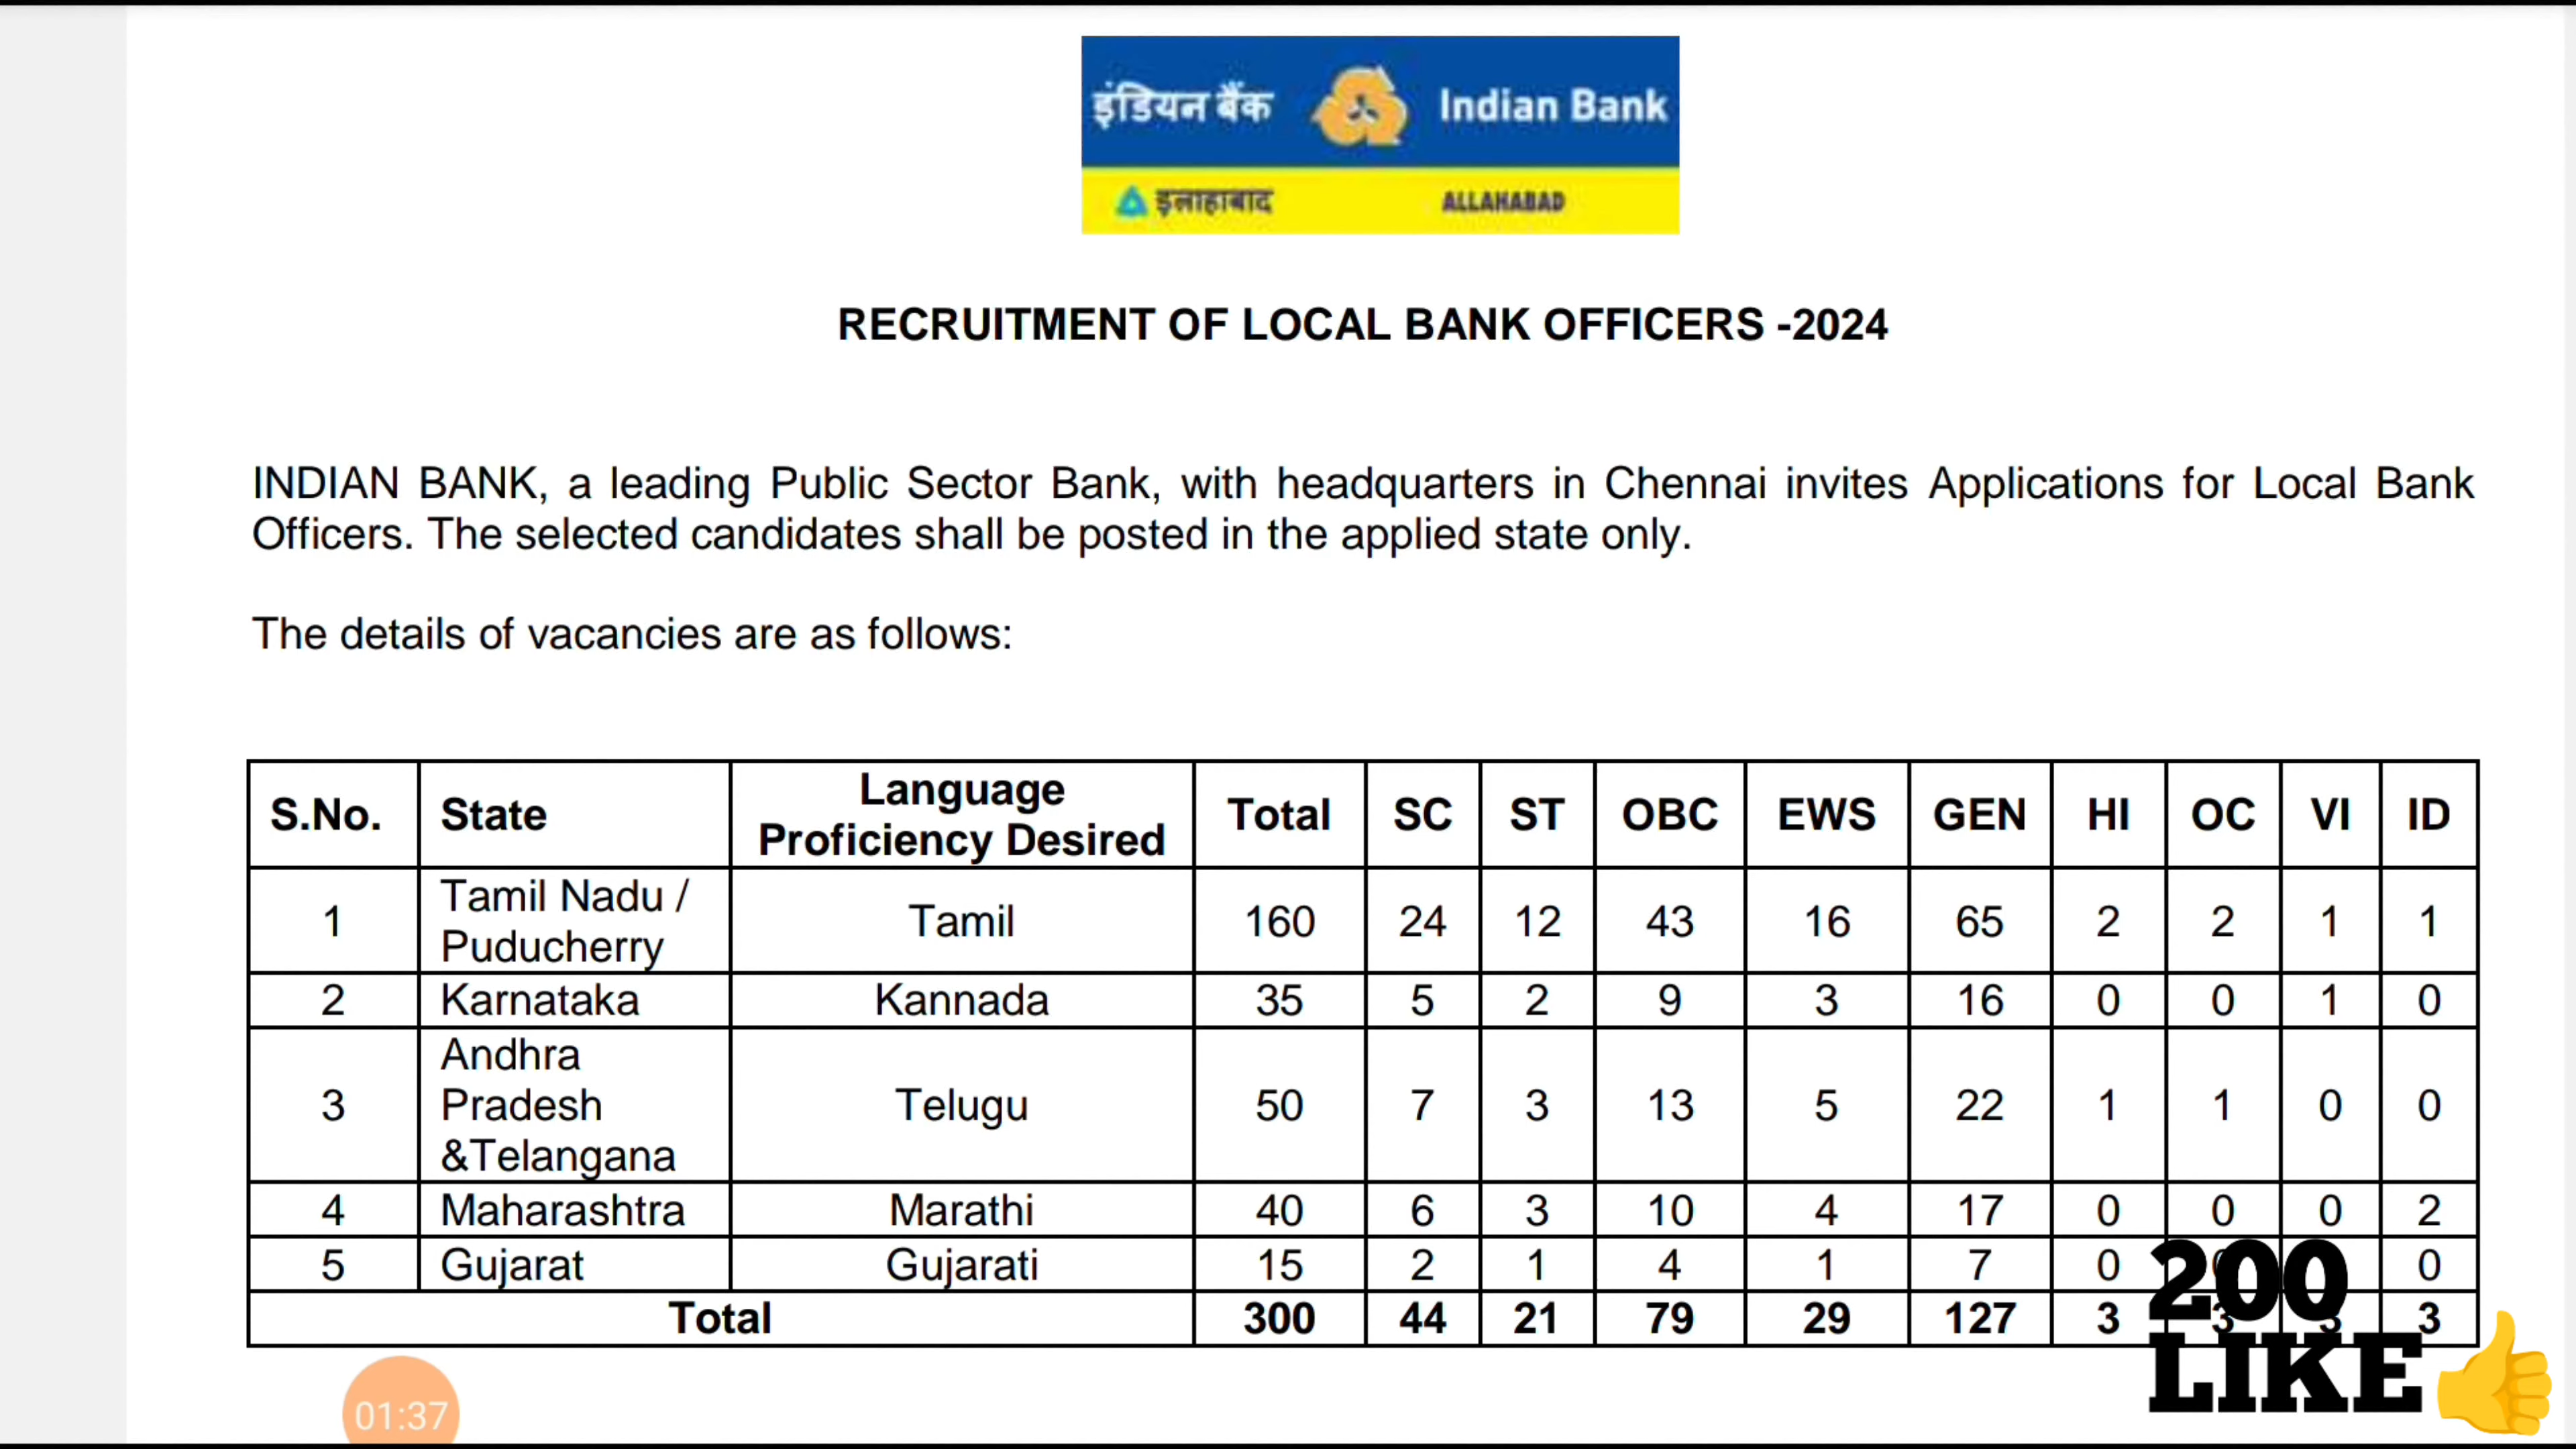 इंडियन बैंक Indian Bank
इलाहाबाद ALLAHABAD
RECRUITMENT OF LOCAL BANK OFFICERS -2024
INDIAN BANK, a leading Public Sector Bank, with headquarters in Chennai invites Applications for Local Bank
Officers. The selected candidates shall be posted in the applied state only.
The details of vacancies are as follows:
S.No. State Language Proficiency Desired Total SC ST OBC EWS GEN HI OC VI ID
1 Tamil Nadu / Puducherry Tamil 160 24 12 43 16 65 2 2 1 1
2 Karnataka Kannada 35 5 2 9 3 16 0 0 1 0
3 Andhra Pradesh &Telangana Telugu 50 7 3 13 5 22 1 1 0 0
4 Maharashtra Marathi 40 6 3 10 4 17 0 0 0 2
5 Gujarat Gujarati 15 2 1 4 1 7 0 0
Total 300 44 21 79 29 127 3 3 3 3
200
LIKE
01:37